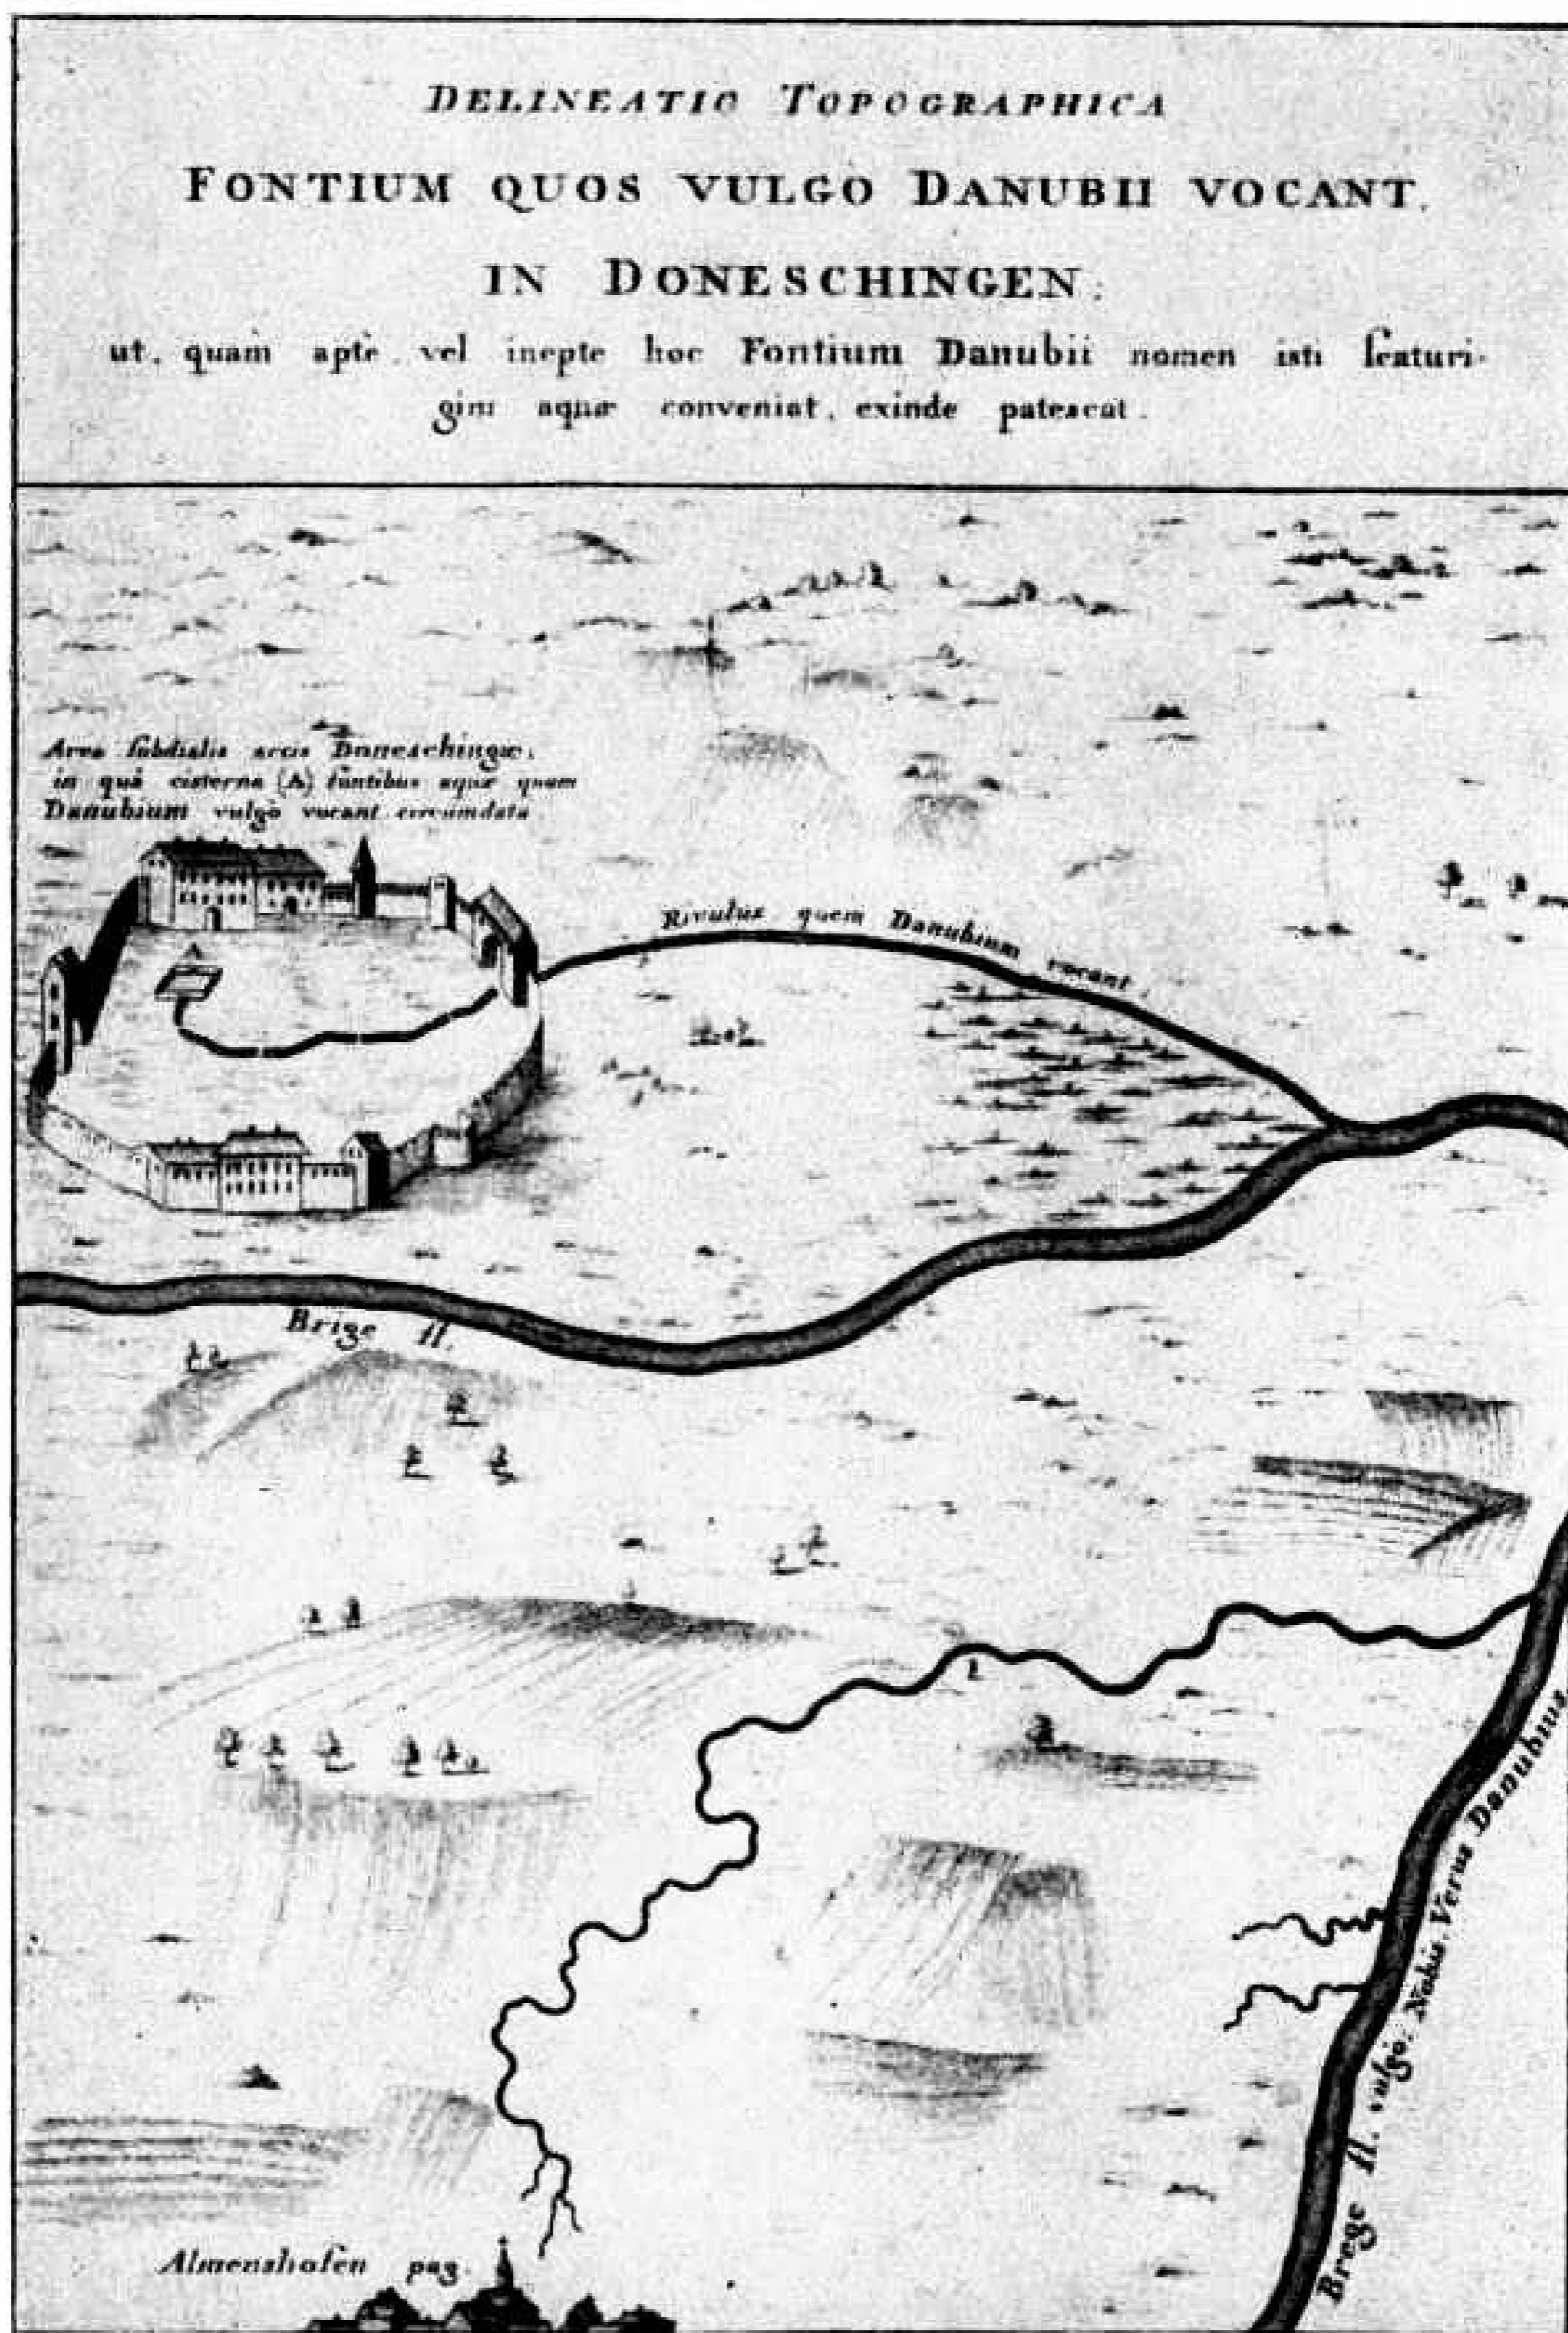 DELINEATIO TOPOGRAPHICA
FONTIUM QUOS VULGO DANUBII VOCANT.
IN DONESCHINGEN:
ut, quam aptè vel inepte hoc Fontium Danubii nomen isti scaturi-
gini aquæ conveniat, exinde patescat.
Area subdialis arcis Doneschingæ,
in quâ cisterna (A) fontibus aquæ quam
Danubium vulgò vocant circumdata
Rivulus quem Danubium vocant.
Brige fl.
Brege fl. vulgò: Nobis, Verus Danubius.
Almenshofen pag.